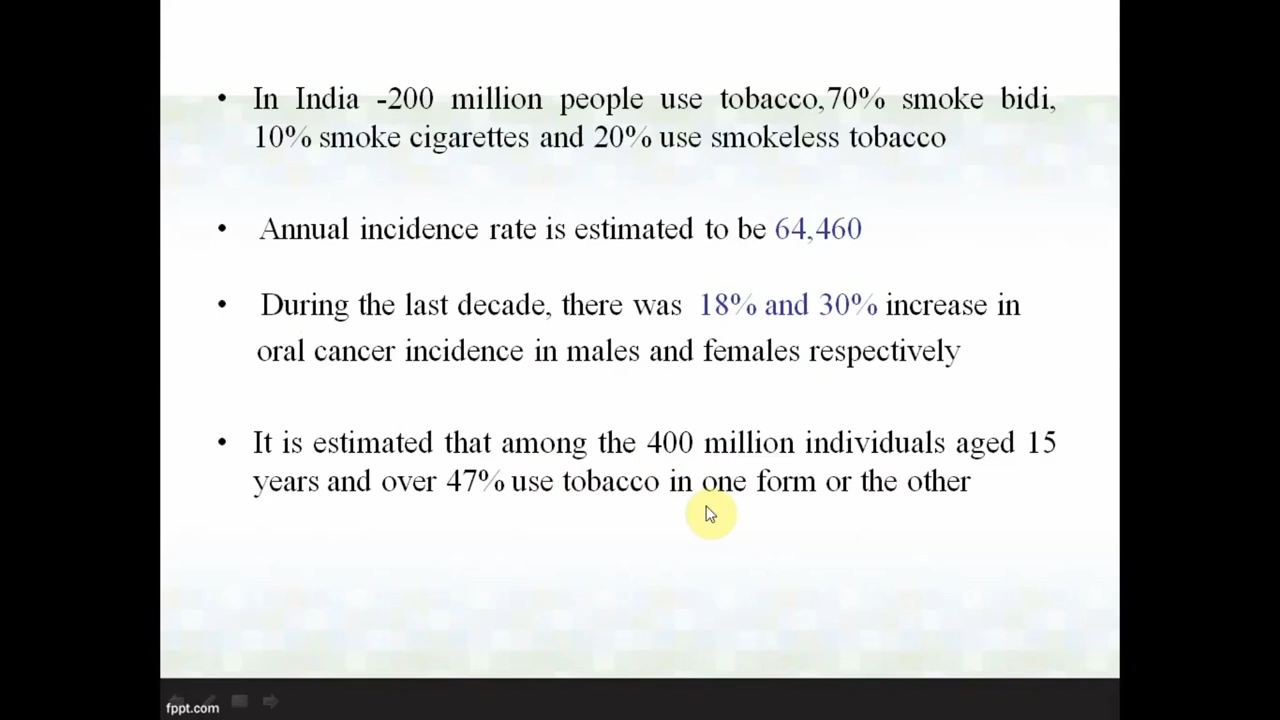 • In India -200 million people use tobacco,70% smoke bidi,
10% smoke cigarettes and 20% use smokeless tobacco
• Annual incidence rate is estimated to be 64,460
• During the last decade, there was 18% and 30% increase in
oral cancer incidence in males and females respectively
• It is estimated that among the 400 million individuals aged 15
years and over 47% use tobacco in one form or the other
fppt.com